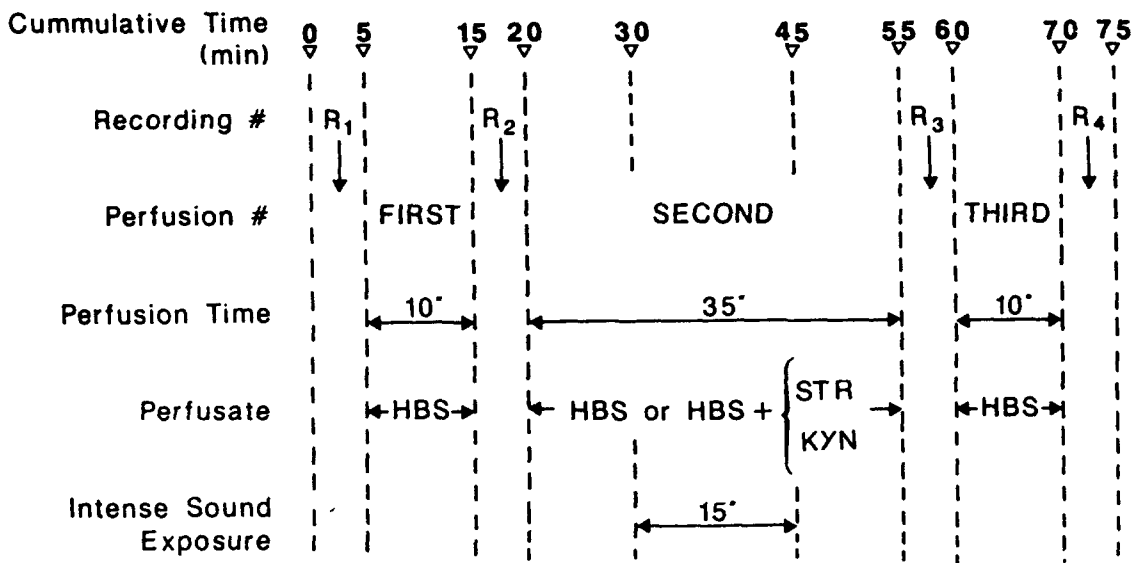 Cummulative Time 0 5 15 20 30 45 55 60 70 75
(min)
Recording # R1 R2 R3 R4
Perfusion # FIRST SECOND THIRD
Perfusion Time 10' 35' 10'
Perfusate HBS HBS or HBS + { STR KYN HBS
Intense Sound 15'
Exposure